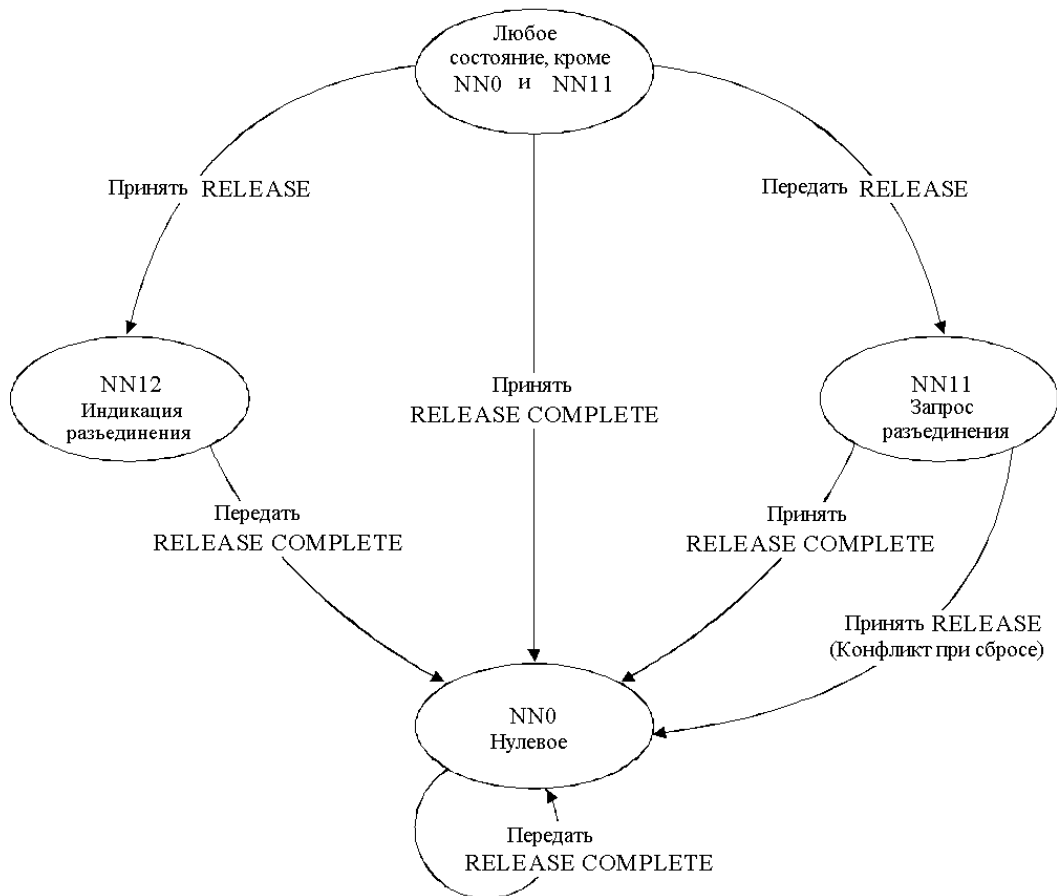 Любое
состояние, кроме
NN0 и NN11
Принять RELEASE
Передать RELEASE
NN12
Индикация
разъединения
Принять
RELEASE COMPLETE
NN11
Запрос
разъединения
Передать
RELEASE COMPLETE
Принять
RELEASE COMPLETE
Принять RELEASE
(Конфликт при сбросе)
NN0
Нулевое
Передать
RELEASE COMPLETE